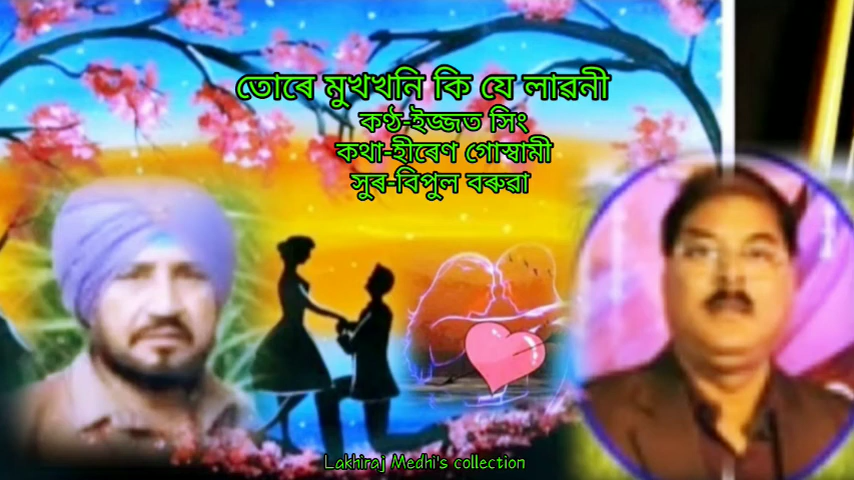 তোৰে মুখখনি কি যে লাৱনী
কণ্ঠ-ইজ্জত সিং
কথা-হীৰেণ গোস্বামী
সুৰ-বিপুল বৰুৱা
Lakhiraj Medhi's collection